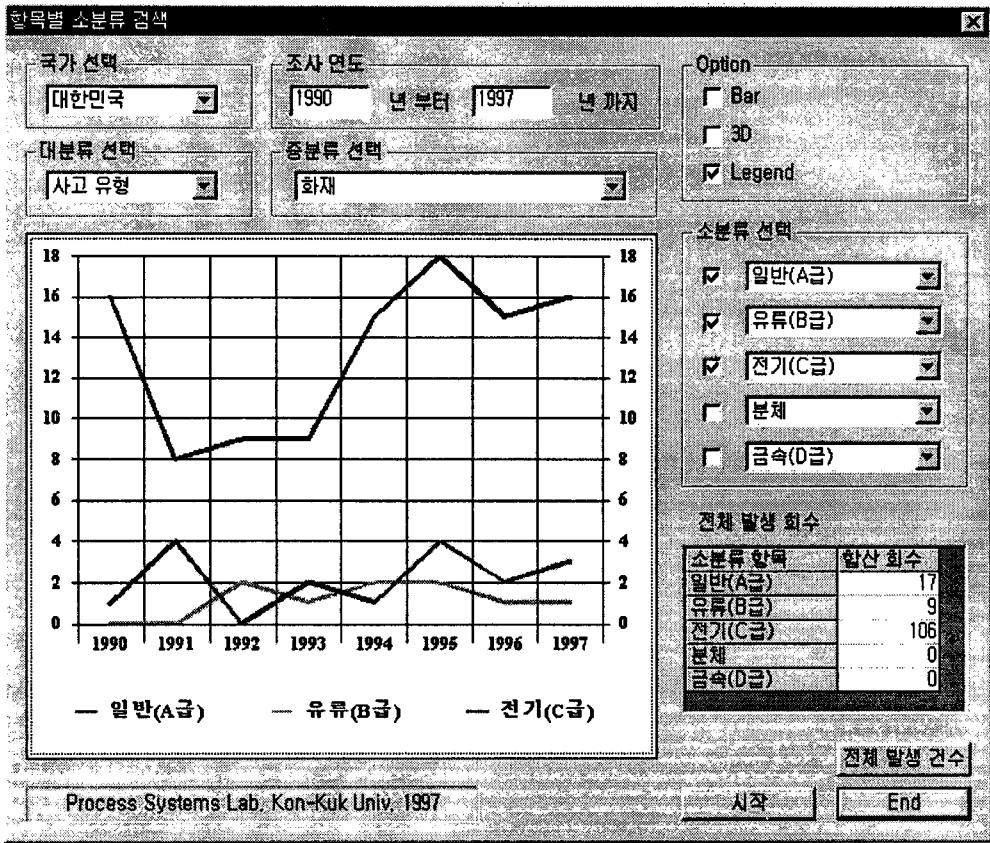 항목별 소분류 검색
국가 선택
대한민국
조사 연도
1990 년 부터 1997 년 까지
Option
Bar
3D
Legend
대분류 선택
사고 유형
중분류 선택
화재
소분류 선택
일반(A급)
유류(B급)
전기(C급)
분체
금속(D급)
18 18
16 16
14 14
12 12
10 10
8 8
6 6
4 4
2 2
0 0
1990 1991 1992 1993 1994 1995 1996 1997
일반(A급) 유류(B급) 전기(C급)
전체 발생 회수
소분류 항목 합산 회수
일반(A급) 17
유류(B급) 9
전기(C급) 106
분체 0
금속(D급) 0
전체 발생 건수
Process Systems Lab, Kon-Kuk Univ, 1997
시작 End